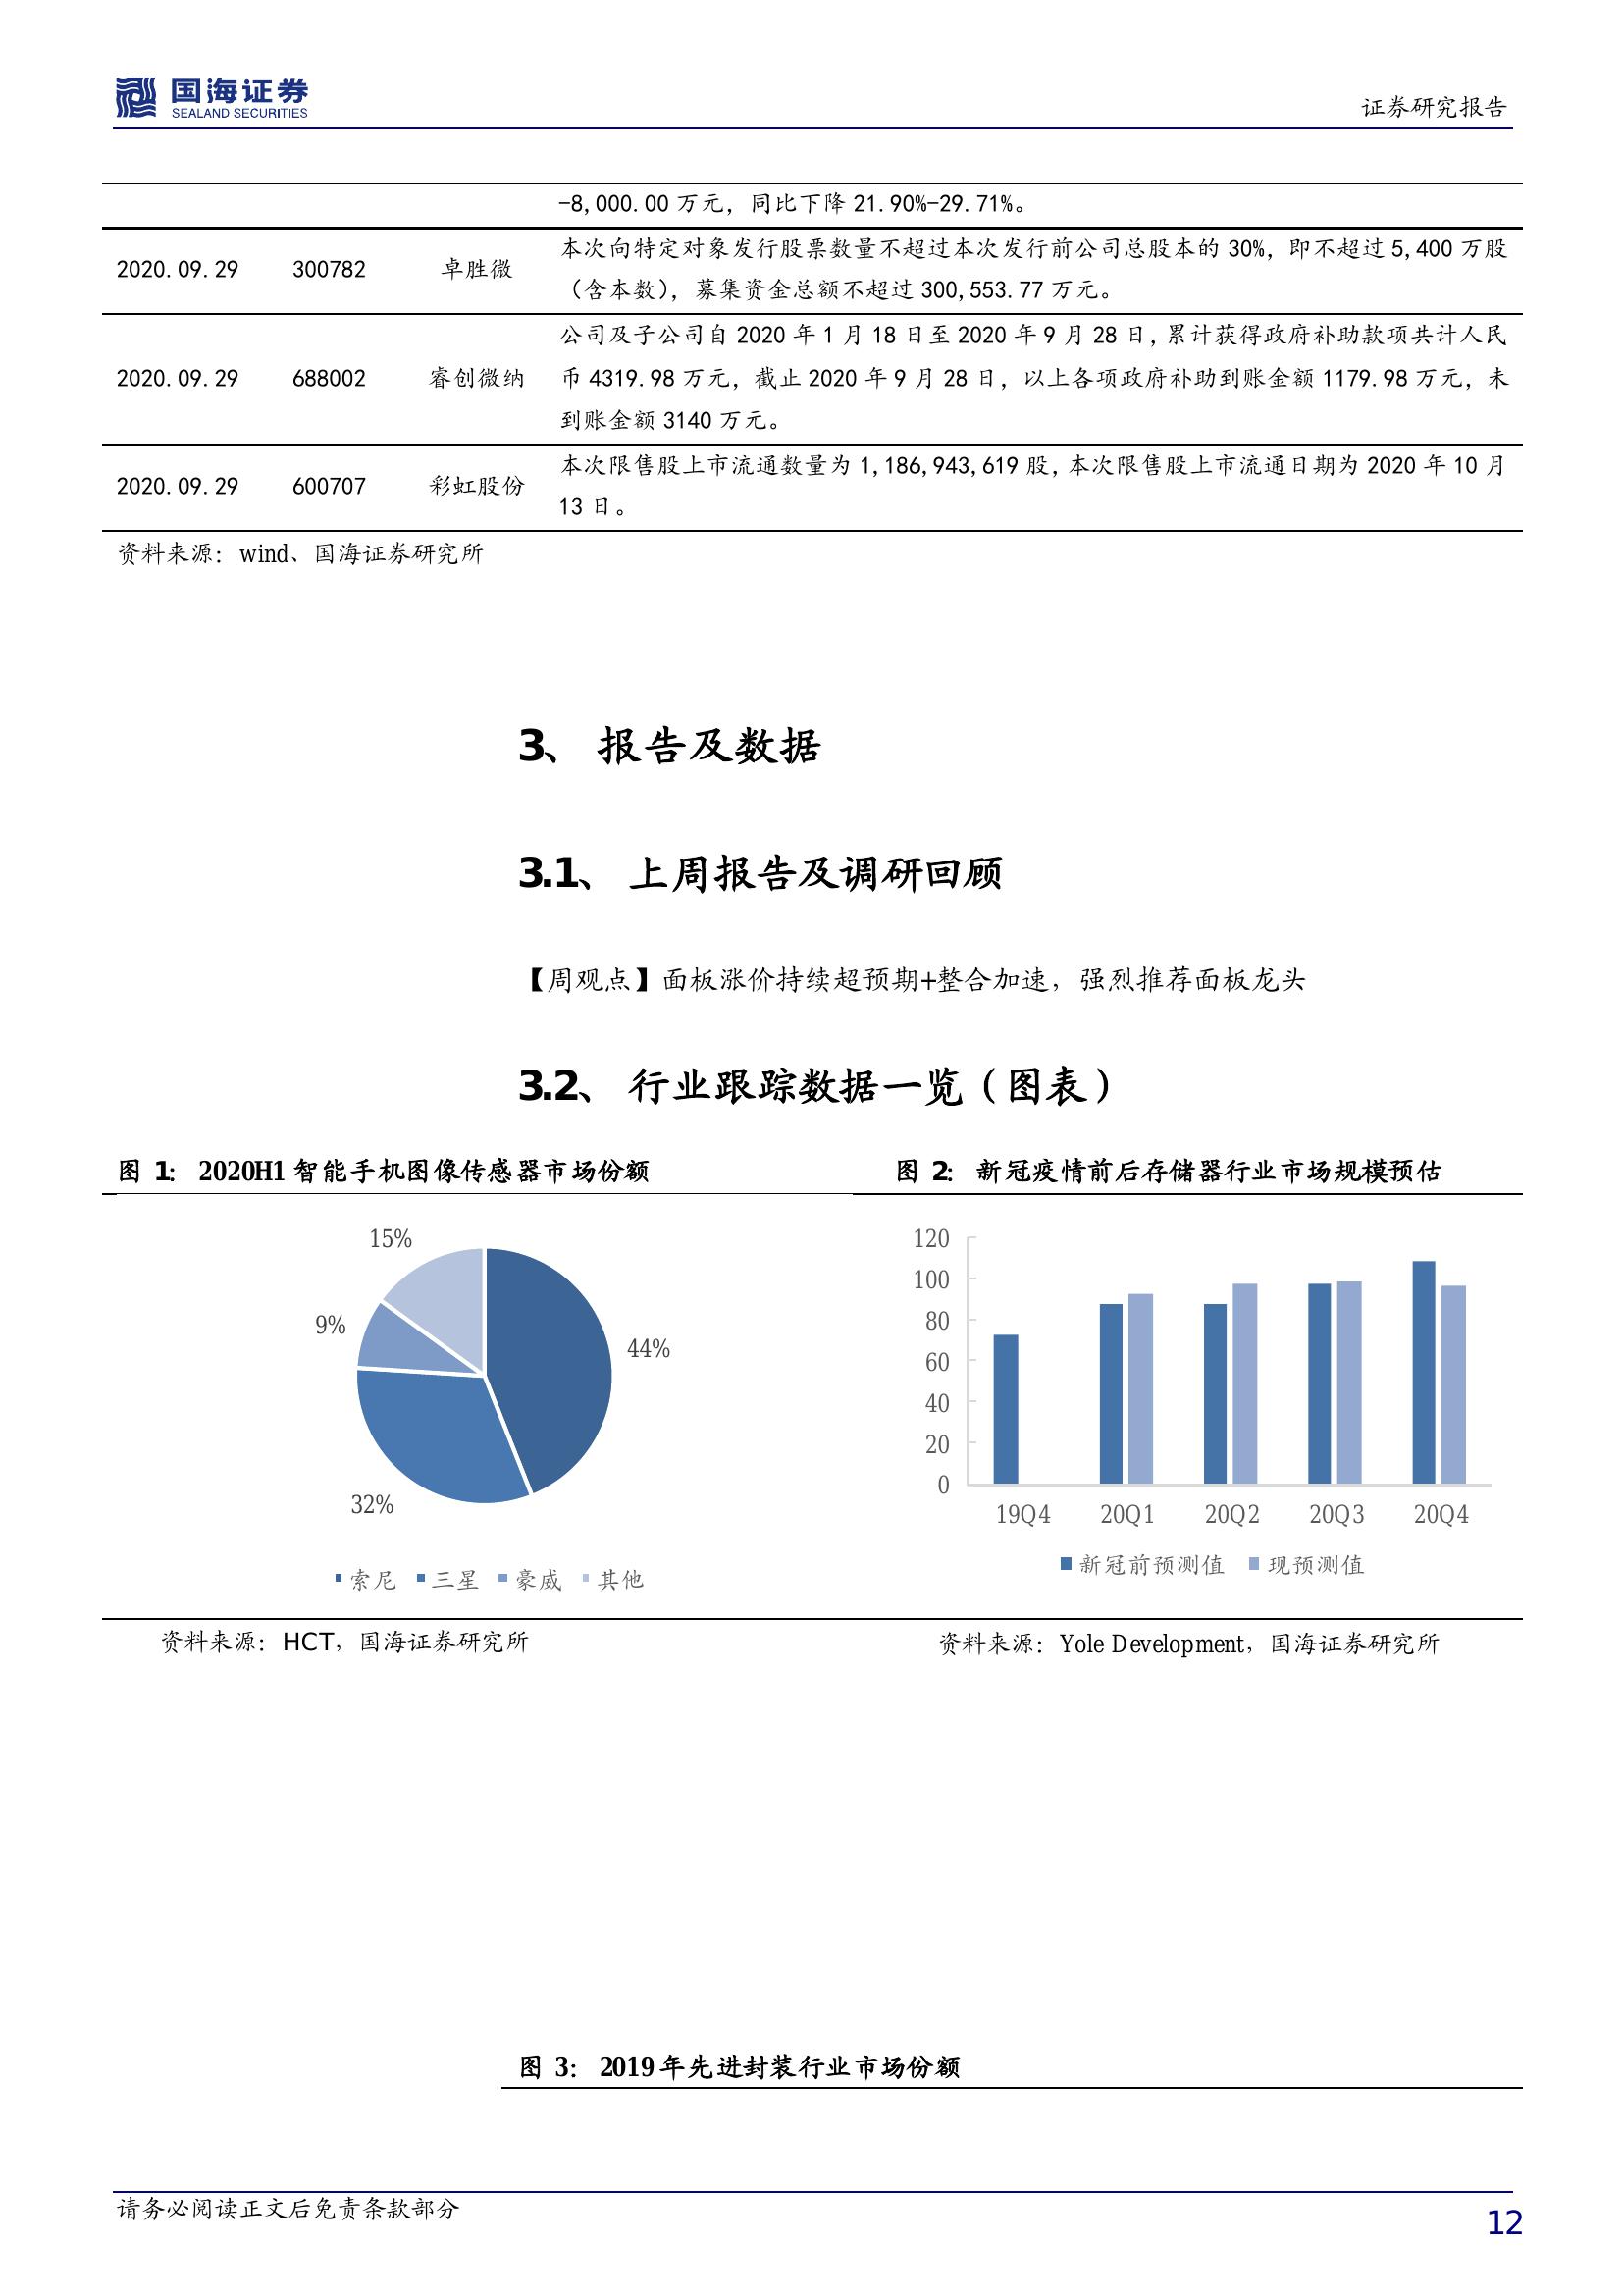 国海证券
SEALAND SECURITIES
证券研究报告
-8,000.00 万元，同比下降 21.90%-29.71%。
2020.09.29 300782 卓胜微 本次向特定对象发行股票数量不超过本次发行前公司总股本的 30%，即不超过 5,400 万股
（含本数），募集资金总额不超过 300,553.77 万元。
公司及子公司自 2020 年 1 月 18 日至 2020 年 9 月 28 日，累计获得政府补助款项共计人民
2020.09.29 688002 睿创微纳 币 4319.98 万元，截止 2020 年 9 月 28 日，以上各项政府补助到账金额 1179.98 万元，未
到账金额 3140 万元。
2020.09.29 600707 彩虹股份 本次限售股上市流通数量为 1,186,943,619 股，本次限售股上市流通日期为 2020 年 10 月
13 日。
资料来源：wind、国海证券研究所
3、 报告及数据
3.1、 上周报告及调研回顾
【周观点】面板涨价持续超预期+整合加速，强烈推荐面板龙头
3.2、 行业跟踪数据一览（图表）
图 1： 2020H1 智能手机图像传感器市场份额
15%
9%
44%
32%
索尼 三星 豪威 其他
资料来源：HCT，国海证券研究所
图 2： 新冠疫情前后存储器行业市场规模预估
120
100
80
60
40
20
0
19Q4 20Q1 20Q2 20Q3 20Q4
新冠前预测值 现预测值
资料来源：Yole Development，国海证券研究所
图 3： 2019 年先进封装行业市场份额
请务必阅读正文后免责条款部分
12